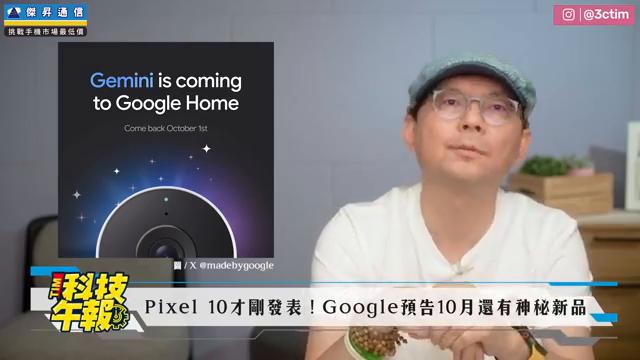 傑昇通信
挑戰手機市場最低價
@3ctim
Gemini is coming
to Google Home
Come back October 1st
圖 / X @madebygoogle
科技
午報
Pixel 10才剛發表！Google預告10月還有神秘新品